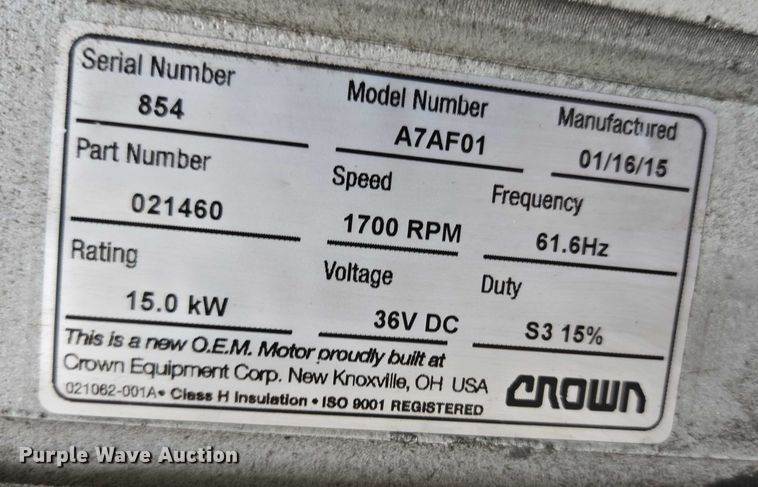 Serial Number Model Number Manufactured
854 A7AF01 01/16/15
Part Number Speed Frequency
021460 1700 RPM 61.6Hz
Rating Voltage Duty
15.0 kW 36V DC S3 15%
This is a new O.E.M. Motor proudly built at
Crown Equipment Corp. New Knoxville, OH USA
021062-001A• Class H Insulation • ISO 9001 REGISTERED
CROWN
Purple Wave Auction